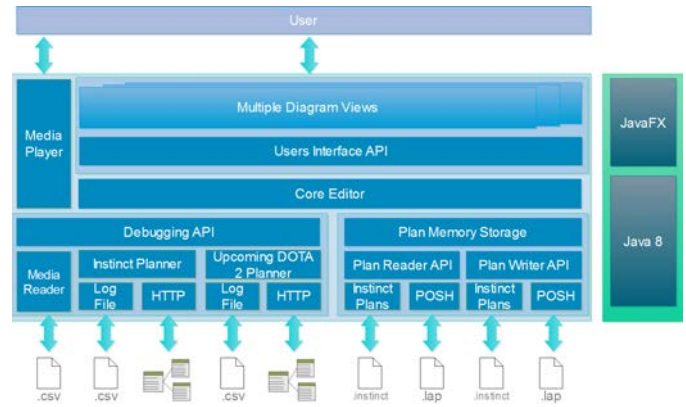 User
Multiple Diagram Views
Media
Player
Users Interface API
Core Editor
JavaFX
Java 8
Debugging API
Plan Memory Storage
Media
Reader
Instinct Planner
Upcoming DOTA
2 Planner
Plan Reader API
Plan Writer API
Log
File
HTTP
Log
File
HTTP
Instinct
Plans
POSH
Instinct
Plans
POSH
.csv
.csv
.csv
.instinct
.lap
.instinct
.lap